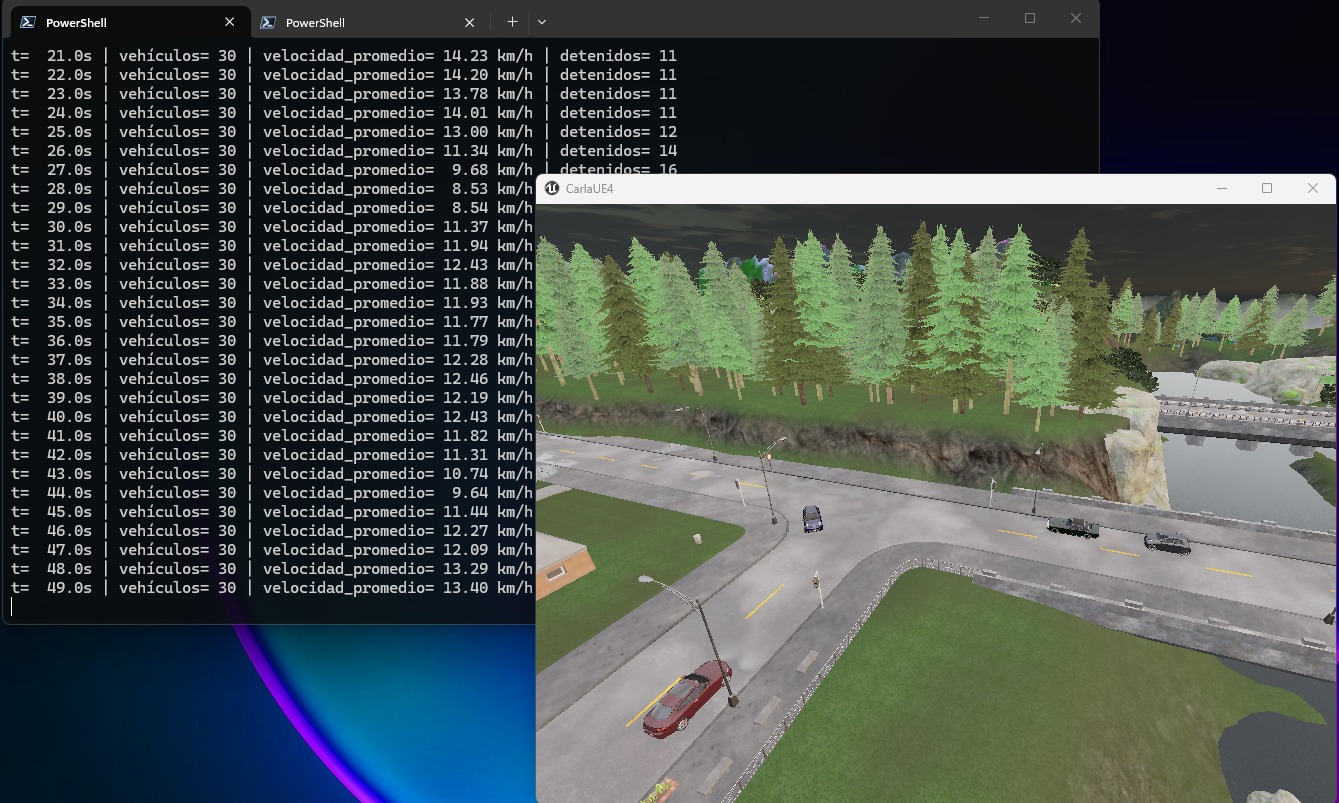 PowerShell
PowerShell
t= 21.0s | vehículos= 30 | velocidad_promedio= 14.23 km/h | detenidos= 11
t= 22.0s | vehículos= 30 | velocidad_promedio= 14.20 km/h | detenidos= 11
t= 23.0s | vehículos= 30 | velocidad_promedio= 13.78 km/h | detenidos= 11
t= 24.0s | vehículos= 30 | velocidad_promedio= 14.01 km/h | detenidos= 11
t= 25.0s | vehículos= 30 | velocidad_promedio= 13.00 km/h | detenidos= 12
t= 26.0s | vehículos= 30 | velocidad_promedio= 11.34 km/h | detenidos= 14
t= 27.0s | vehículos= 30 | velocidad_promedio= 9.68 km/h | detenidos= 16
t= 28.0s | vehículos= 30 | velocidad_promedio= 8.53 km/h
t= 29.0s | vehículos= 30 | velocidad_promedio= 8.54 km/h
t= 30.0s | vehículos= 30 | velocidad_promedio= 11.37 km/h
t= 31.0s | vehículos= 30 | velocidad_promedio= 11.94 km/h
t= 32.0s | vehículos= 30 | velocidad_promedio= 12.43 km/h
t= 33.0s | vehículos= 30 | velocidad_promedio= 11.88 km/h
t= 34.0s | vehículos= 30 | velocidad_promedio= 11.93 km/h
t= 35.0s | vehículos= 30 | velocidad_promedio= 11.77 km/h
t= 36.0s | vehículos= 30 | velocidad_promedio= 11.79 km/h
t= 37.0s | vehículos= 30 | velocidad_promedio= 12.28 km/h
t= 38.0s | vehículos= 30 | velocidad_promedio= 12.46 km/h
t= 39.0s | vehículos= 30 | velocidad_promedio= 12.19 km/h
t= 40.0s | vehículos= 30 | velocidad_promedio= 12.43 km/h
t= 41.0s | vehículos= 30 | velocidad_promedio= 11.82 km/h
t= 42.0s | vehículos= 30 | velocidad_promedio= 11.31 km/h
t= 43.0s | vehículos= 30 | velocidad_promedio= 10.74 km/h
t= 44.0s | vehículos= 30 | velocidad_promedio= 9.64 km/h
t= 45.0s | vehículos= 30 | velocidad_promedio= 11.44 km/h
t= 46.0s | vehículos= 30 | velocidad_promedio= 12.27 km/h
t= 47.0s | vehículos= 30 | velocidad_promedio= 12.09 km/h
t= 48.0s | vehículos= 30 | velocidad_promedio= 13.29 km/h
t= 49.0s | vehículos= 30 | velocidad_promedio= 13.40 km/h
CarlaUE4